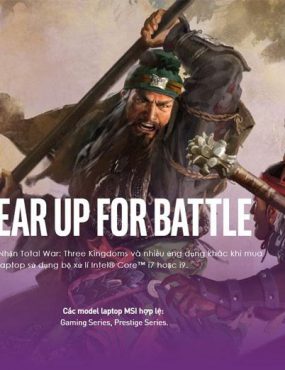 EAR UP FOR BATTLE
Nhận Total War: Three Kingdoms và nhiều ứng dụng khác khi mua
laptop sử dụng bộ xử lí Intel® Core™ i7 hoặc i9.
Các model laptop MSI hợp lệ:
Gaming Series, Prestige Series.